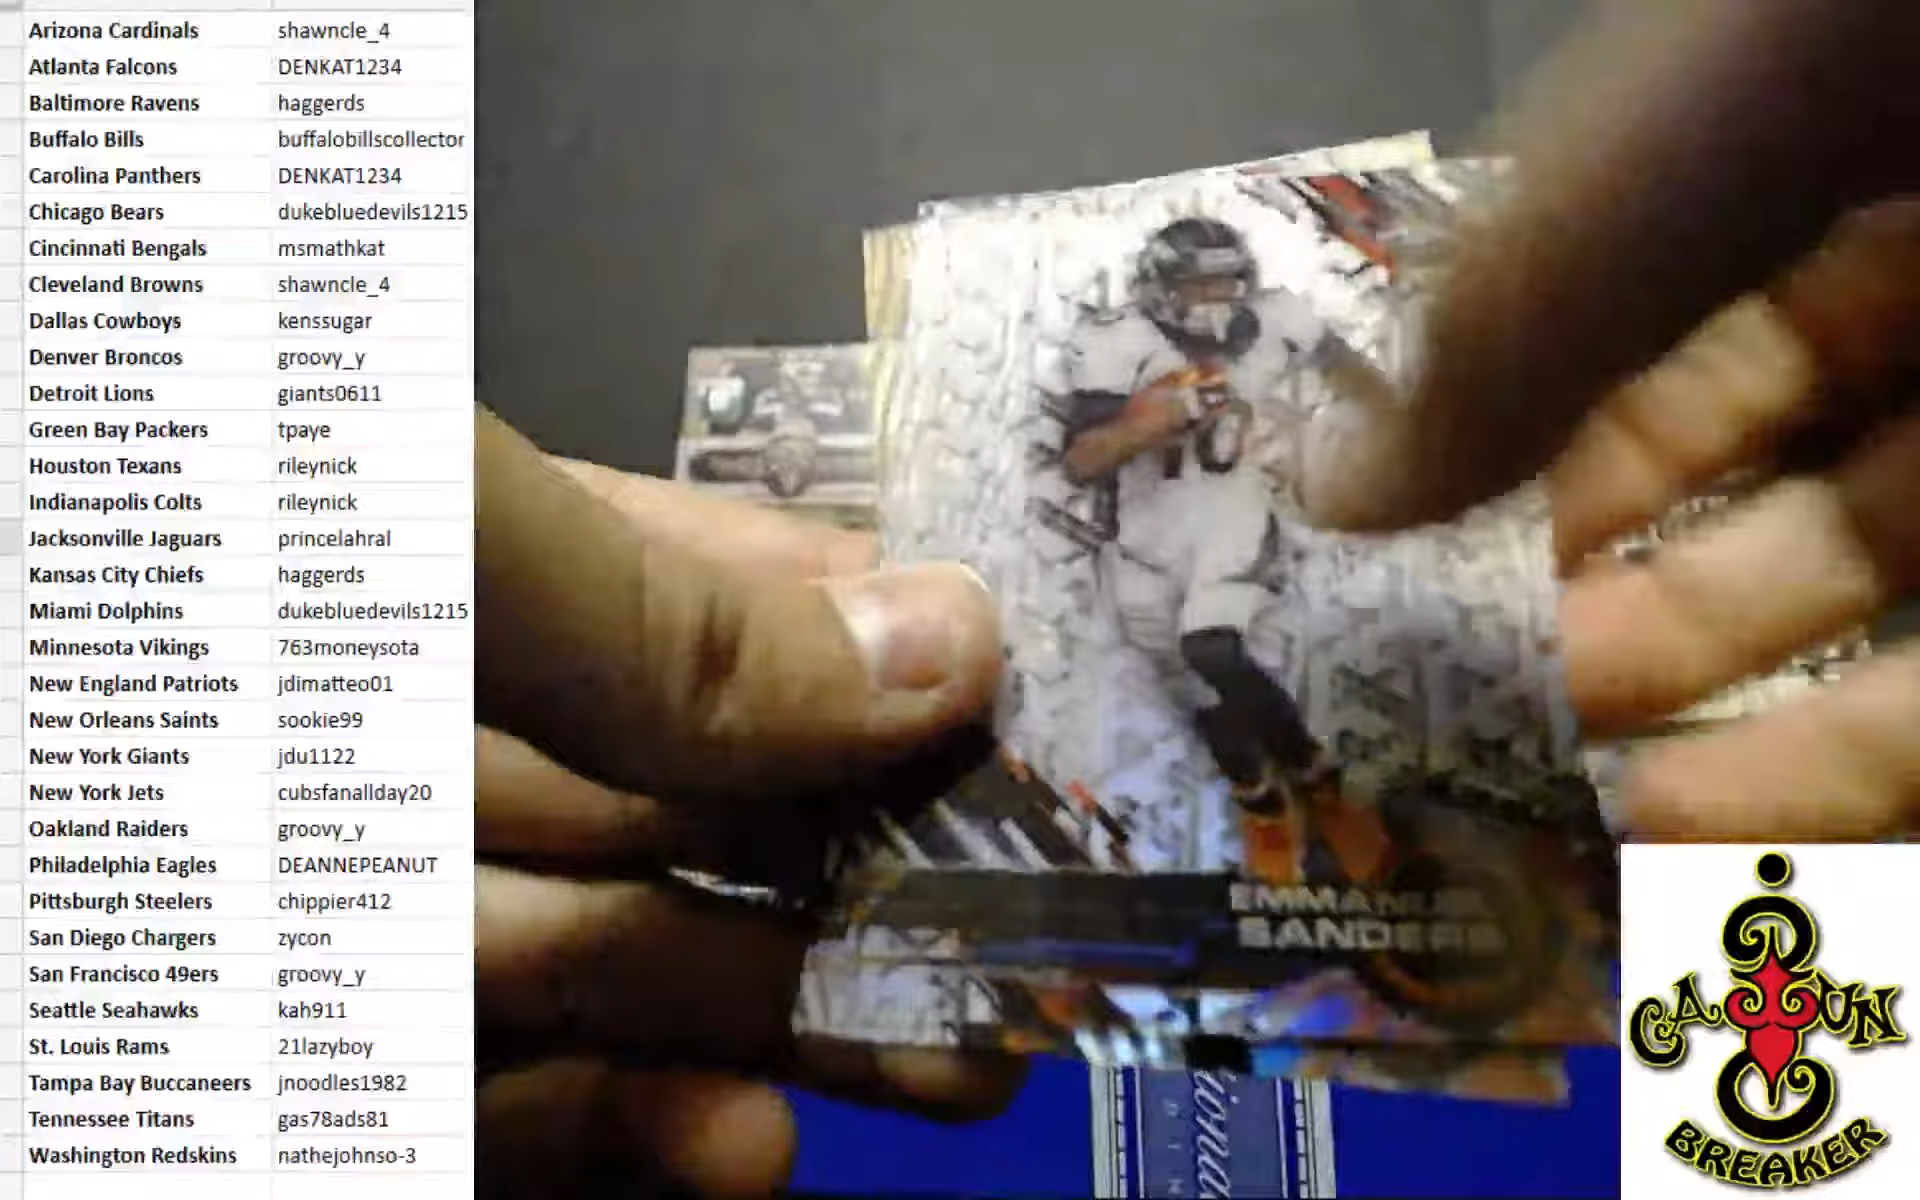 Arizona Cardinals shawncle_4
Atlanta Falcons DENKAT1234
Baltimore Ravens haggerds
Buffalo Bills buffalobillscollector
Carolina Panthers DENKAT1234
Chicago Bears dukebluedevils1215
Cincinnati Bengals msmathkat
Cleveland Browns shawncle_4
Dallas Cowboys kenssugar
Denver Broncos groovy_y
Detroit Lions giants0611
Green Bay Packers tpaye
Houston Texans rileynick
Indianapolis Colts rileynick
Jacksonville Jaguars princelahral
Kansas City Chiefs haggerds
Miami Dolphins dukebluedevils1215
Minnesota Vikings 763moneysota
New England Patriots jdimatteo01
New Orleans Saints sookie99
New York Giants jdu1122
New York Jets cubsfanallday20
Oakland Raiders groovy_y
Philadelphia Eagles DEANNEPEANUT
Pittsburgh Steelers chippier412
San Diego Chargers zycon
San Francisco 49ers groovy_y
Seattle Seahawks kah911
St. Louis Rams 21lazyboy
Tampa Bay Buccaneers jnoodles1982
Tennessee Titans gas78ads81
Washington Redskins nathejohnso-3
10
EMMANUEL
SANDERS
CAJUN
BREAKER